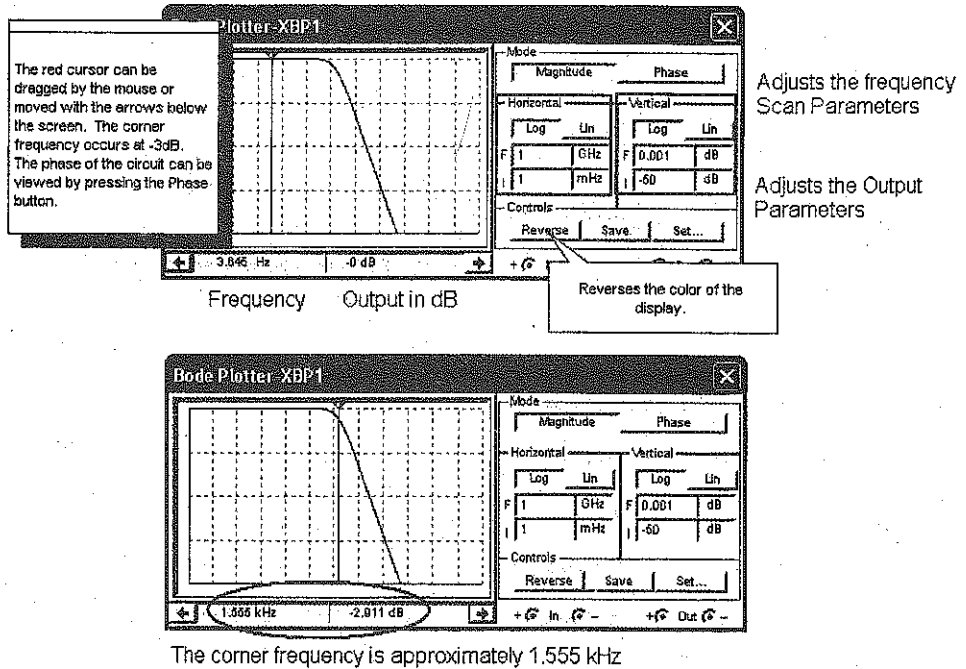 Plotter-XBP1
The red cursor can be
dragged by the mouse or
moved with the arrows below
the screen. The corner
frequency occurs at -3dB.
The phase of the circuit can be
viewed by pressing the Phase
button.
Mode
Magnitude Phase
Horizontal Vertical
Log Lin Log Lin
F 1 GHz F 0.001 dB
I 1 mHz I -60 dB
Controls
Reverse Save Set...
Adjusts the frequency
Scan Parameters
Adjusts the Output
Parameters
Hz -0 dB
Reverses the color of the
display.
Frequency Output in dB
Bode Plotter-XBP1
Mode
Magnitude Phase
Horizontal Vertical
Log Lin Log Lin
F 1 GHz F 0.001 dB
I 1 mHz I -60 dB
Controls
Reverse Save Set...
1.555 kHz -2.911 dB
+ In - + Out -
The corner frequency is approximately 1.555 kHz